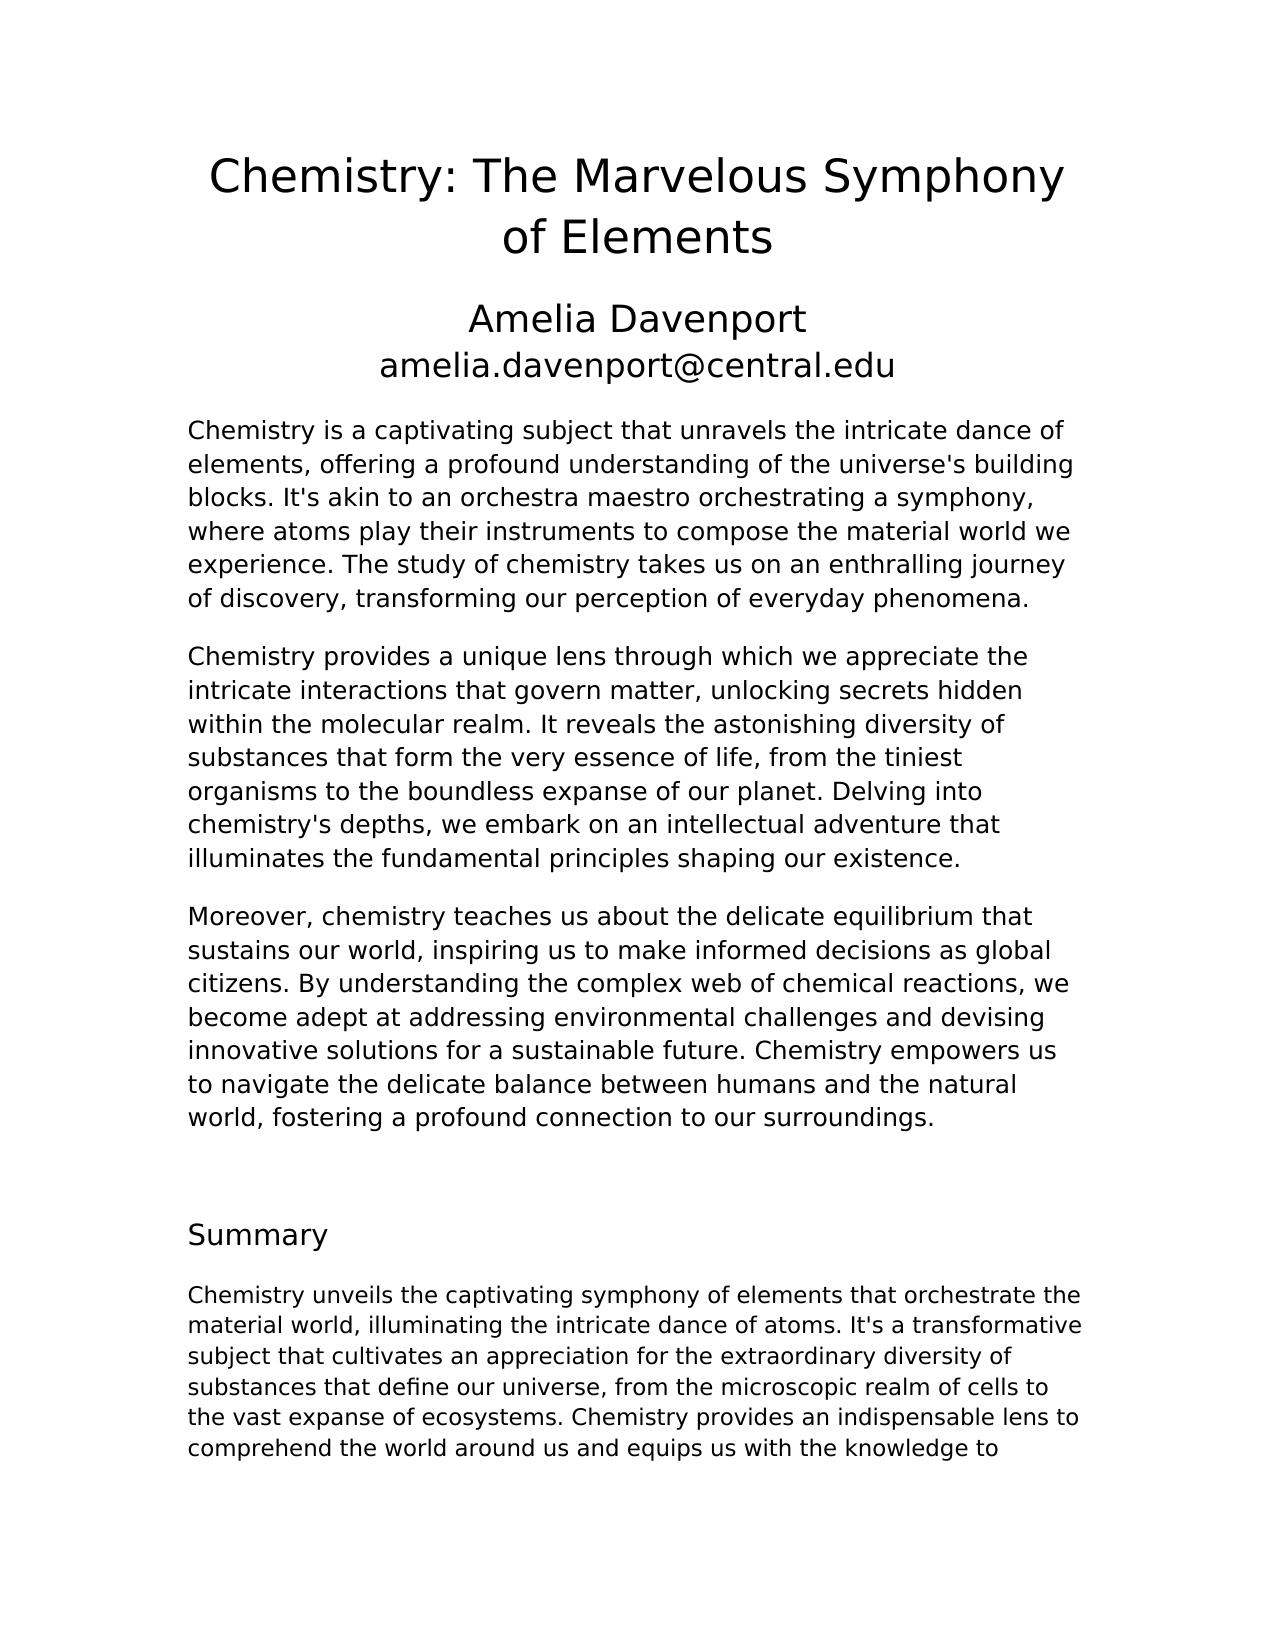 Chemistry: The Marvelous Symphony
of Elements
Amelia Davenport
amelia.davenport@central.edu
Chemistry is a captivating subject that unravels the intricate dance of
elements, offering a profound understanding of the universe's building
blocks. It's akin to an orchestra maestro orchestrating a symphony,
where atoms play their instruments to compose the material world we
experience. The study of chemistry takes us on an enthralling journey
of discovery, transforming our perception of everyday phenomena.
Chemistry provides a unique lens through which we appreciate the
intricate interactions that govern matter, unlocking secrets hidden
within the molecular realm. It reveals the astonishing diversity of
substances that form the very essence of life, from the tiniest
organisms to the boundless expanse of our planet. Delving into
chemistry's depths, we embark on an intellectual adventure that
illuminates the fundamental principles shaping our existence.
Moreover, chemistry teaches us about the delicate equilibrium that
sustains our world, inspiring us to make informed decisions as global
citizens. By understanding the complex web of chemical reactions, we
become adept at addressing environmental challenges and devising
innovative solutions for a sustainable future. Chemistry empowers us
to navigate the delicate balance between humans and the natural
world, fostering a profound connection to our surroundings.
Summary
Chemistry unveils the captivating symphony of elements that orchestrate the
material world, illuminating the intricate dance of atoms. It's a transformative
subject that cultivates an appreciation for the extraordinary diversity of
substances that define our universe, from the microscopic realm of cells to
the vast expanse of ecosystems. Chemistry provides an indispensable lens to
comprehend the world around us and equips us with the knowledge to